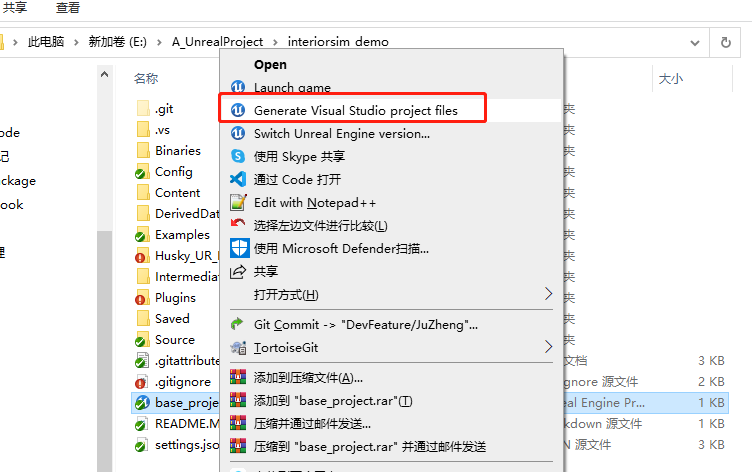 共享 查看
此电脑 新加卷 (E:) A_UnrealProject interiorsim_demo
名称 大小
.git
.vs
Binaries
Config
Content
DerivedDat
Examples
Husky_UR_
Intermediat
Plugins
Saved
Source
.gitattribute
.gitignore
base_proje
README.M
settings.jso
ode
记
ackage
ook
理
Open
Launch game
Generate Visual Studio project files
Switch Unreal Engine version...
使用 Skype 共享
通过 Code 打开
Edit with Notepad++
选择左边文件进行比较(L)
使用 Microsoft Defender扫描...
共享
打开方式(H)
Git Commit -> "DevFeature/JuZheng"...
TortoiseGit
添加到压缩文件(A)...
添加到 "base_project.rar"(T)
压缩并通过邮件发送...
压缩到 "base_project.rar" 并通过邮件发送
夹
夹
夹
夹
夹
夹
夹
夹
夹
夹
夹
夹
文档 3 KB
gnore 源文件 1 KB
eal Engine Pr... 1 KB
kdown 源文件 2 KB
N 源文件 2 KB